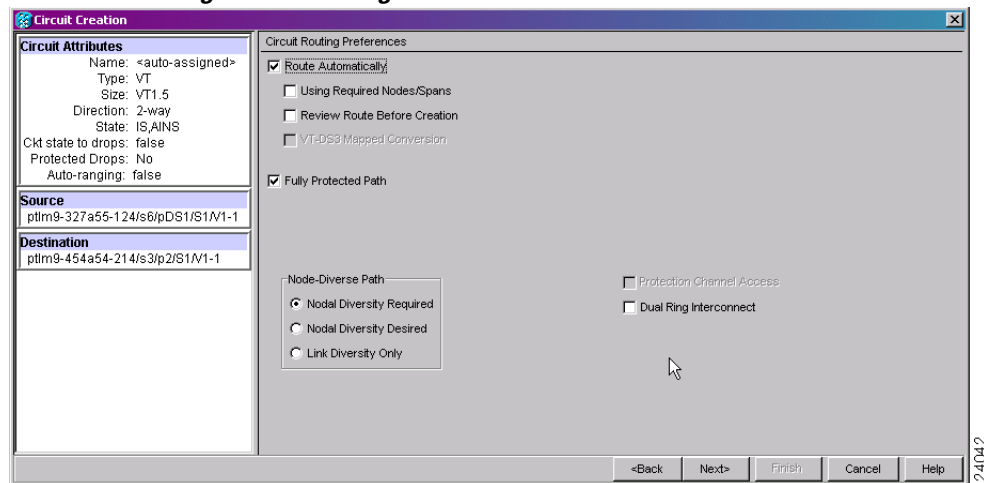 Circuit Creation
Circuit Attributes
Name: <auto-assigned>
Type: VT
Size: VT1.5
Direction: 2-way
State: IS,AINS
Ckt state to drops: false
Protected Drops: No
Auto-ranging: false
Source
ptlm9-327a55-124/s6/pDS1/S1/V1-1
Destination
ptlm9-454a54-214/s3/p2/S1/V1-1
Circuit Routing Preferences
Route Automatically
Using Required Nodes/Spans
Review Route Before Creation
VT-DS3 Mapped Conversion
Fully Protected Path
Node-Diverse Path
Nodal Diversity Required
Nodal Diversity Desired
Link Diversity Only
Protection Channel Access
Dual Ring Interconnect
<Back Next> Finish Cancel Help
24042